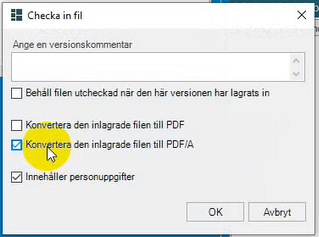 Checka in fil
Ange en versionskommentar
Behåll filen utcheckad när den här versionen har lagrats in
Konvertera den inlagrade filen till PDF
Konvertera den inlagrade filen till PDF/A
Innehåller personuppgifter
OK Avbryt